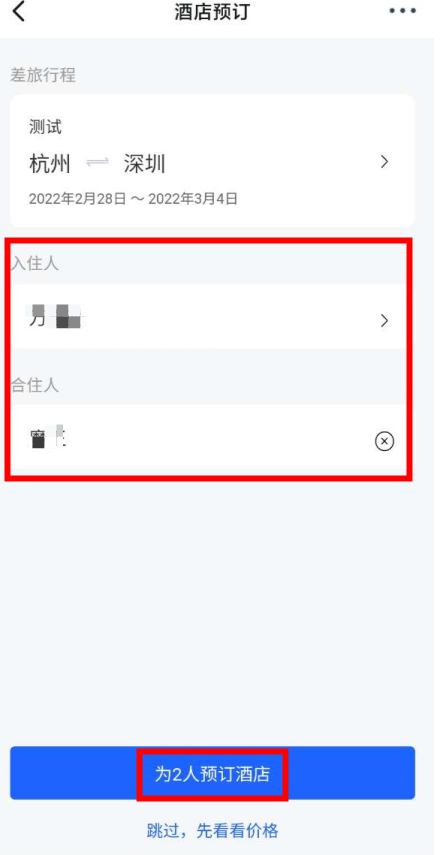 酒店预订
差旅行程
测试
杭州 深圳
2022年2月28日 ～ 2022年3月4日
入住人
合住人
为2人预订酒店
跳过，先看看价格